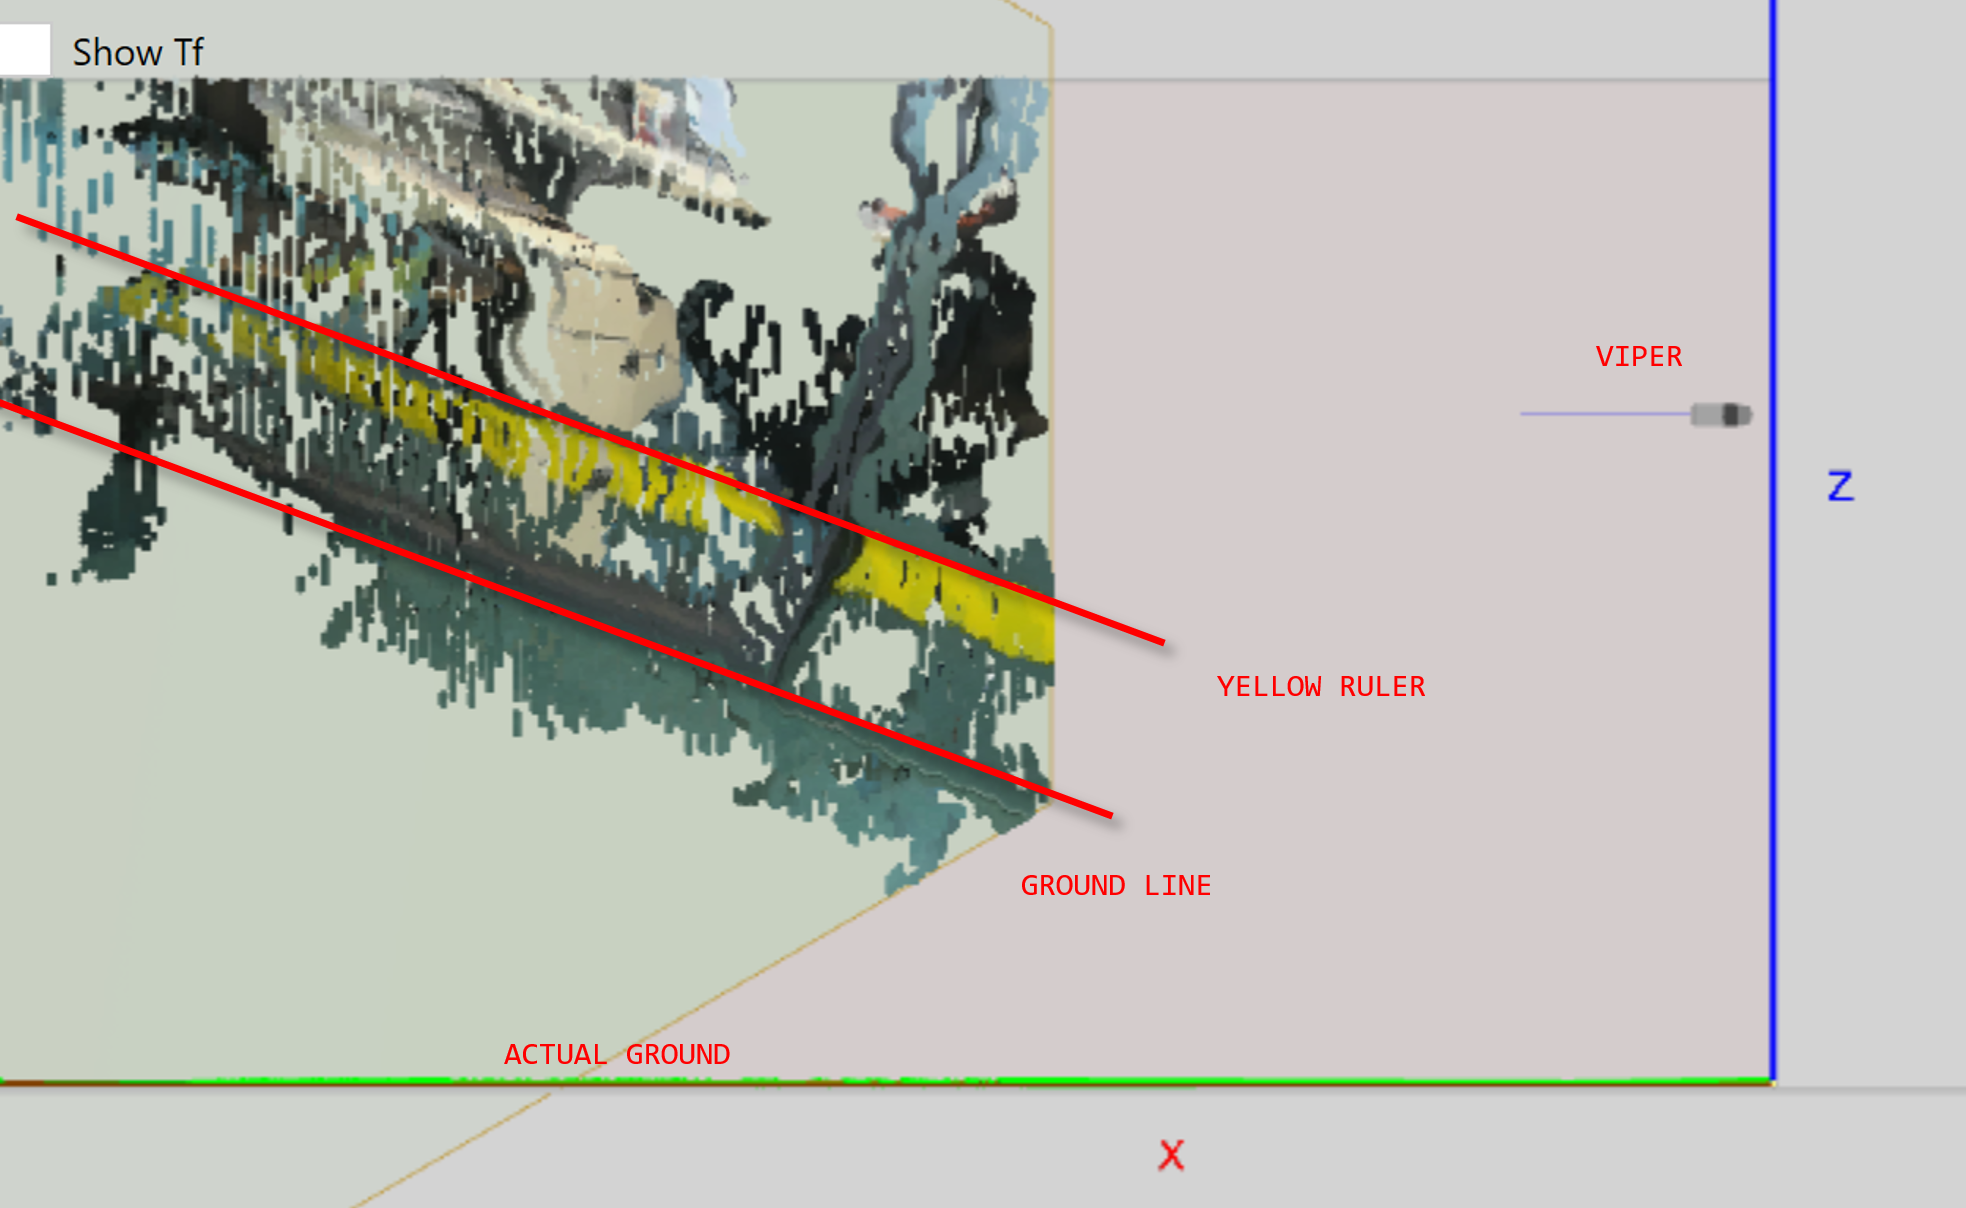 Show Tf
VIPER
Z
YELLOW RULER
GROUND LINE
ACTUAL GROUND
X